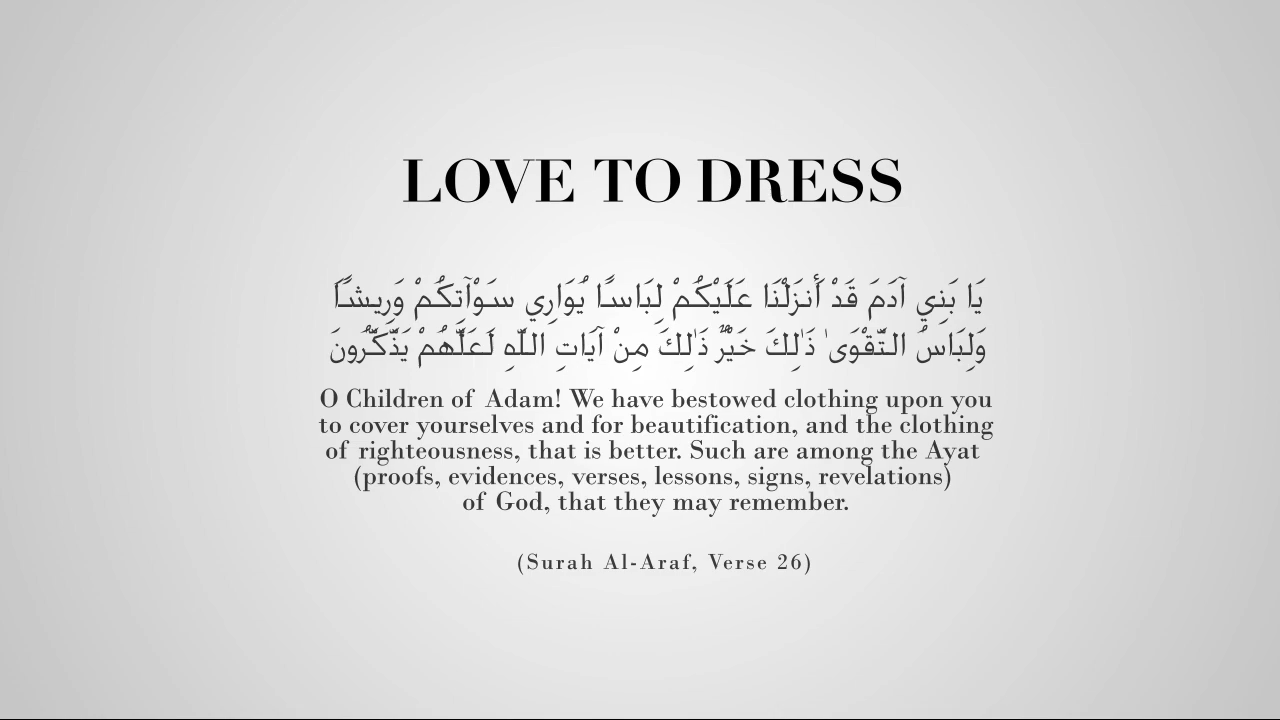 LOVE TO DRESS
يَا بَنِي آدَمَ قَدْ أَنزَلْنَا عَلَيْكُمْ لِبَاسًا يُوَارِي سَوْآتِكُمْ وَرِيشًا
وَلِبَاسُ التَّقْوَىٰ ذَٰلِكَ خَيْرٌ ذَٰلِكَ مِنْ آيَاتِ اللَّهِ لَعَلَّهُمْ يَذَّكَّرُونَ
O Children of Adam! We have bestowed clothing upon you
to cover yourselves and for beautification, and the clothing
of righteousness, that is better. Such are among the Ayat
(proofs, evidences, verses, lessons, signs, revelations)
of God, that they may remember.
(Surah Al-Araf, Verse 26)